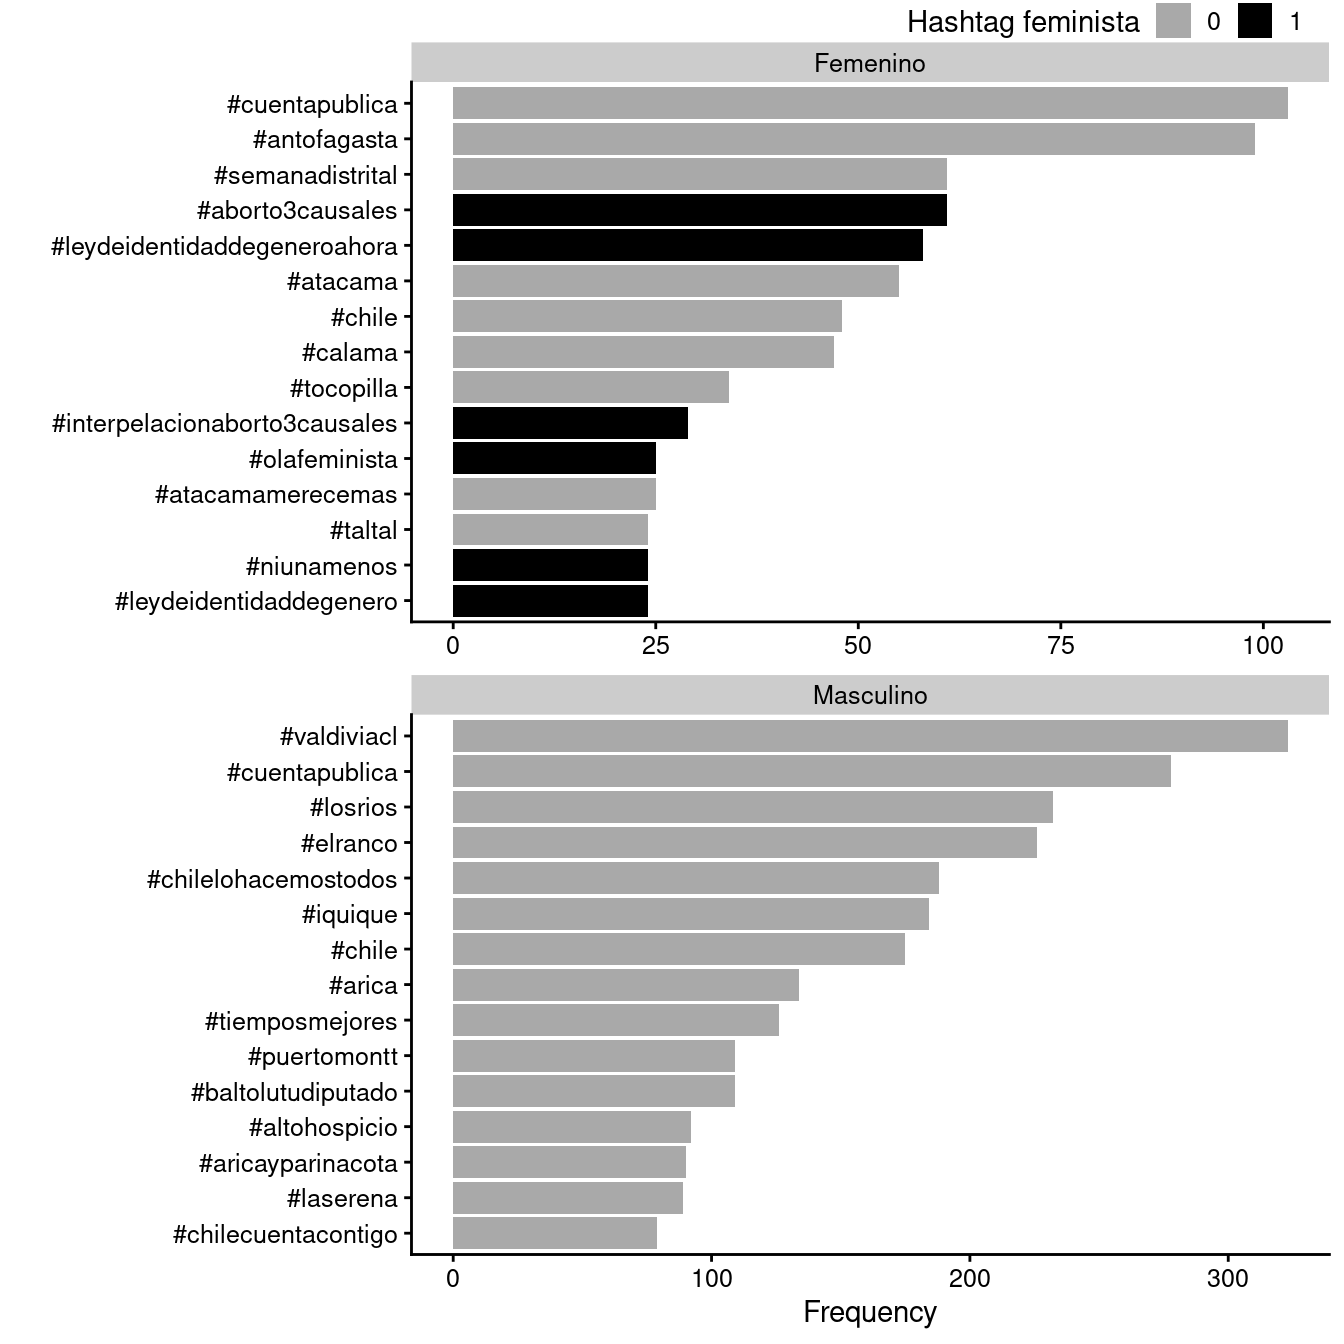 Hashtag feminista 0 1
Femenino
#cuentapublica
#antofagasta
#semanadistrital
#aborto3causales
#leydeidentidaddegeneroahora
#atacama
#chile
#calama
#tocopilla
#interpelacionaborto3causales
#olafeminista
#atacamamerecemas
#taltal
#niunamenos
#leydeidentidaddegenero
0 25 50 75 100
Masculino
#valdiviacl
#cuentapublica
#losrios
#elranco
#chilelohacemostodos
#iquique
#chile
#arica
#tiemposmejores
#puertomontt
#baltolutudiputado
#altohospicio
#aricayparinacota
#laserena
#chilecuentacontigo
0 100 200 300
Frequency